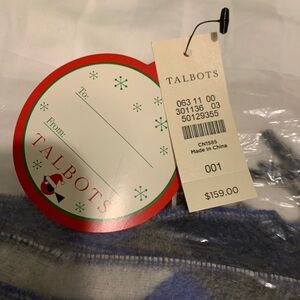 To:
From:
TALBOTS
TALBOTS
063 11 00
301136 03
50129355
CN1585
Made in China
001
$159.00